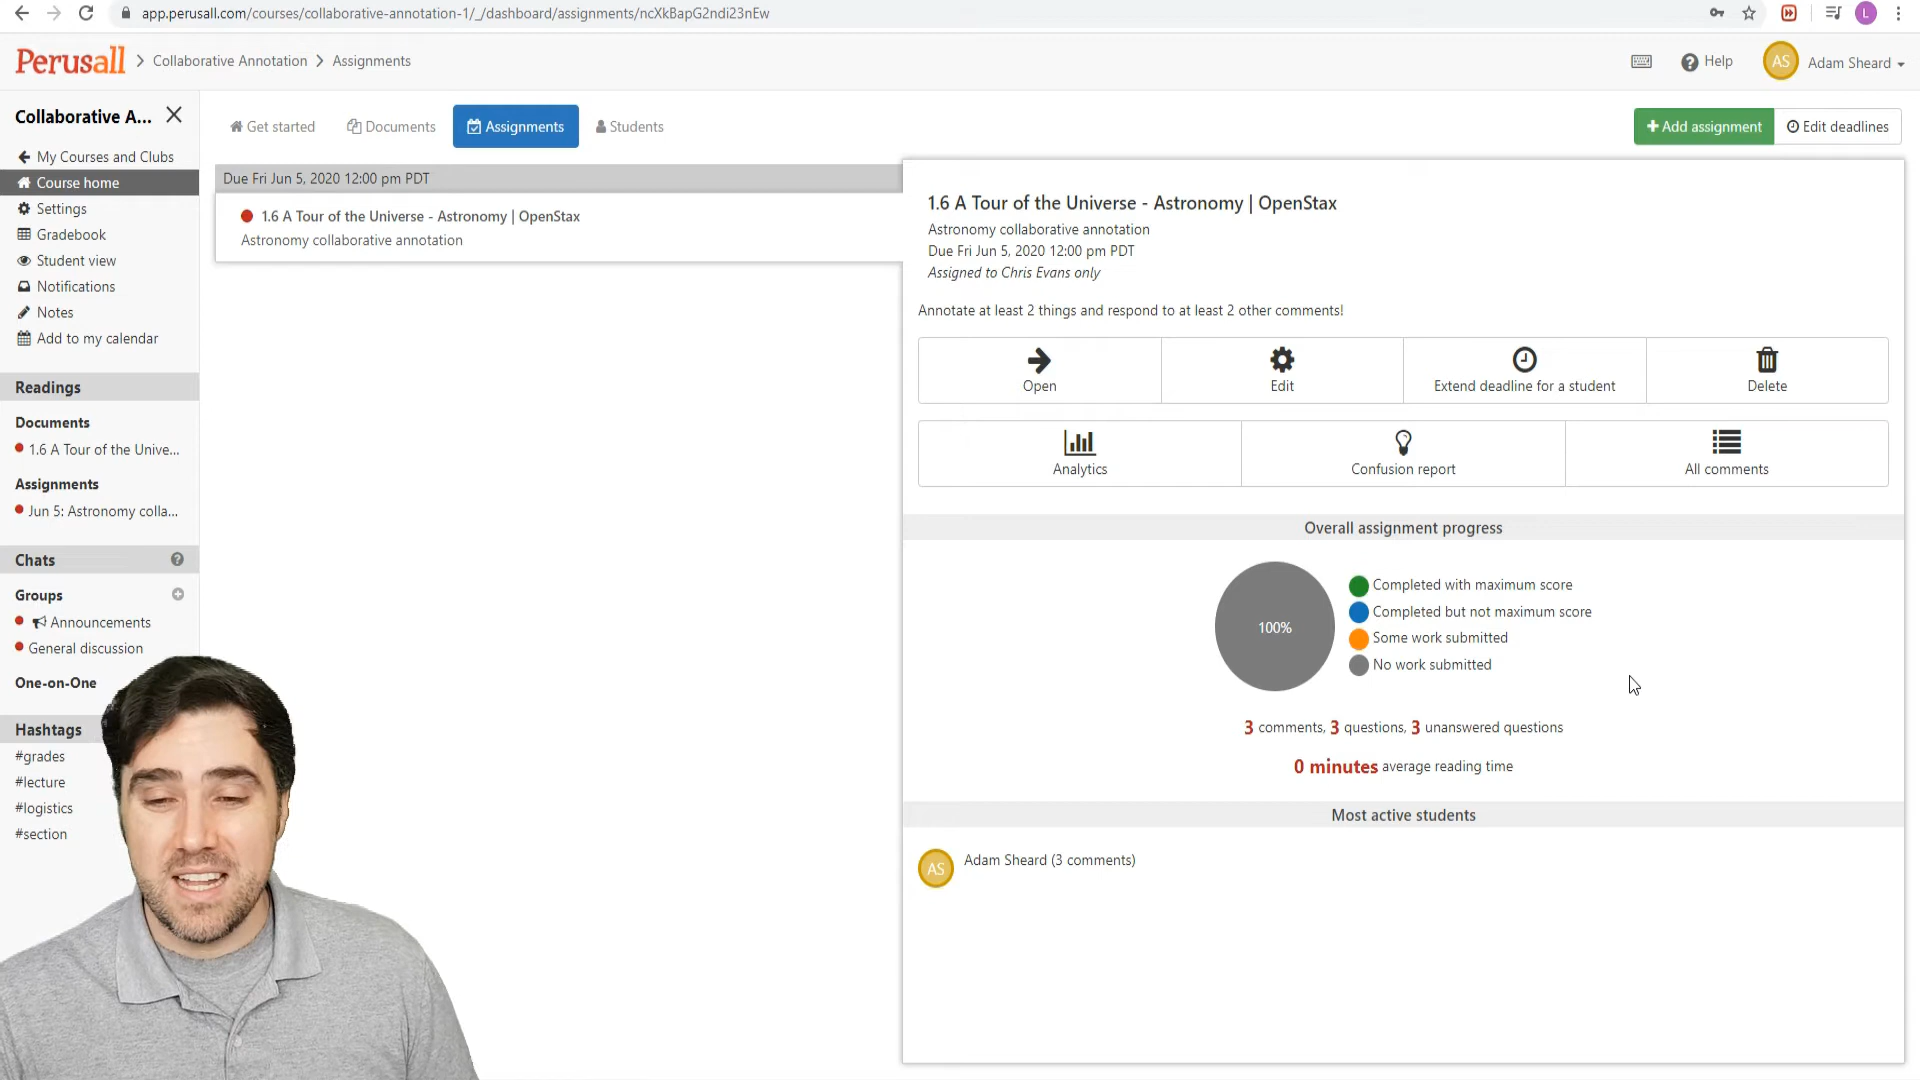 app.perusall.com/courses/collaborative-annotation-1/_/dashboard/assignments/ncXkBapG2ndi23nEw
L
Perusall > Collaborative Annotation > Assignments
Help
AS
Adam Sheard
Collaborative A...
My Courses and Clubs
Course home
Settings
Gradebook
Student view
Notifications
Notes
Add to my calendar
Readings
Documents
1.6 A Tour of the Unive...
Assignments
Jun 5: Astronomy colla...
Chats
Groups
Announcements
General discussion
One-on-One
Hashtags
#grades
#lecture
#logistics
#section
Get started
Documents
Assignments
Students
+ Add assignment
Edit deadlines
Due Fri Jun 5, 2020 12:00 pm PDT
1.6 A Tour of the Universe - Astronomy | OpenStax
Astronomy collaborative annotation
1.6 A Tour of the Universe - Astronomy | OpenStax
Astronomy collaborative annotation
Due Fri Jun 5, 2020 12:00 pm PDT
Assigned to Chris Evans only
Annotate at least 2 things and respond to at least 2 other comments!
Open
Edit
Extend deadline for a student
Delete
Analytics
Confusion report
All comments
Overall assignment progress
100%
Completed with maximum score
Completed but not maximum score
Some work submitted
No work submitted
3 comments, 3 questions, 3 unanswered questions
0 minutes average reading time
Most active students
AS
Adam Sheard (3 comments)